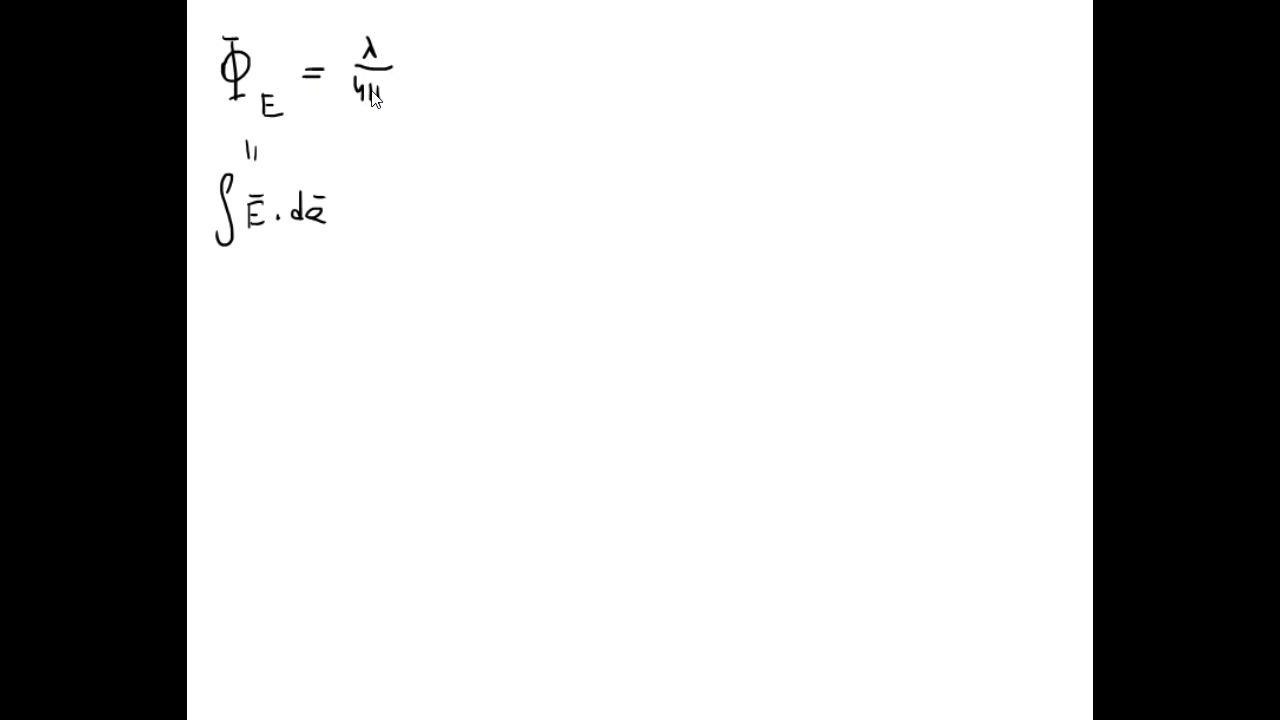 Φ_E = λ/4π
=
∫ Ē . dā